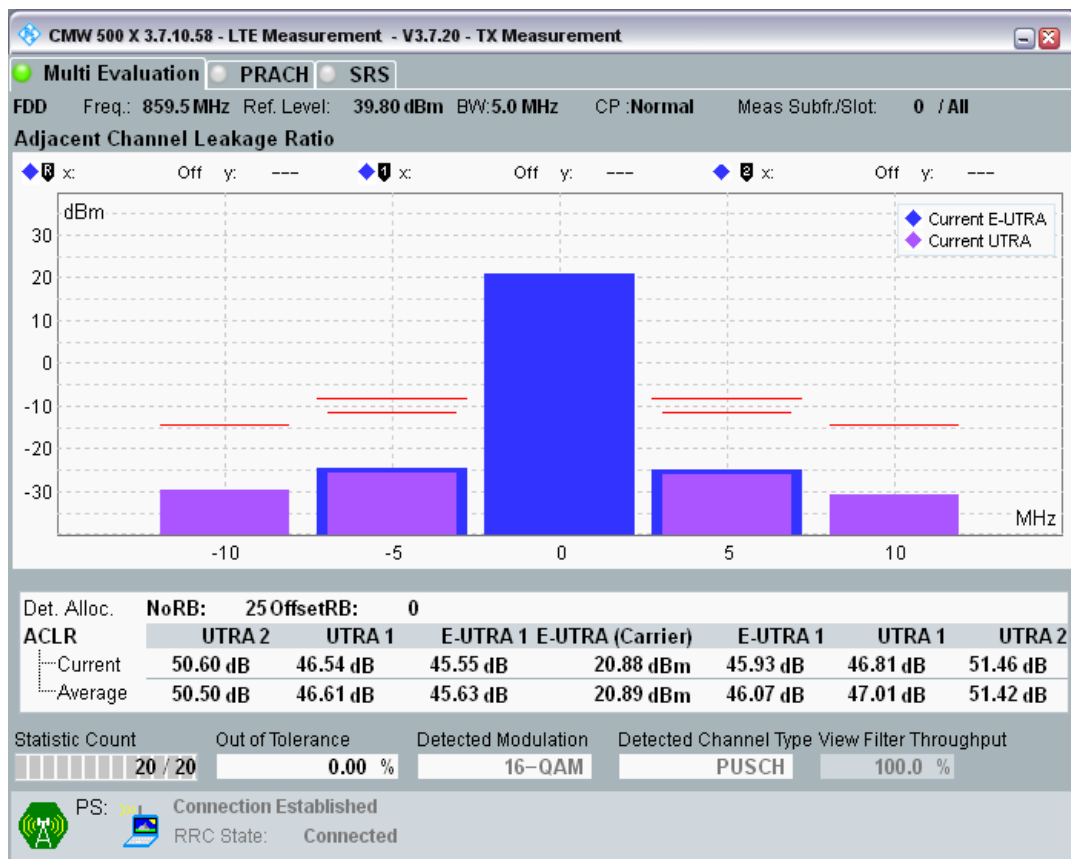 CMW 500 X 3.7.10.58 - LTE Measurement - V3.7.20 - TX Measurement
Multi Evaluation PRACH SRS
FDD Freq.: 859.5 MHz Ref. Level: 39.80 dBm BW:5.0 MHz CP :Normal Meas Subfr./Slot: 0 / All
Adjacent Channel Leakage Ratio
R x: Off y: --- 1 x: Off y: --- 2 x: Off y: ---
dBm
Current E-UTRA
Current UTRA
30
20
10
0
-10
-20
-30
MHz
-10 -5 0 5 10
Det. Alloc. NoRB: 25 OffsetRB: 0
ACLR UTRA 2 UTRA 1 E-UTRA 1 E-UTRA (Carrier) E-UTRA 1 UTRA 1 UTRA 2
Current 50.60 dB 46.54 dB 45.55 dB 20.88 dBm 45.93 dB 46.81 dB 51.46 dB
Average 50.50 dB 46.61 dB 45.63 dB 20.89 dBm 46.07 dB 47.01 dB 51.42 dB
Statistic Count Out of Tolerance Detected Modulation Detected Channel Type View Filter Throughput
20 / 20 0.00 % 16-QAM PUSCH 100.0 %
PS: Connection Established
RRC State: Connected